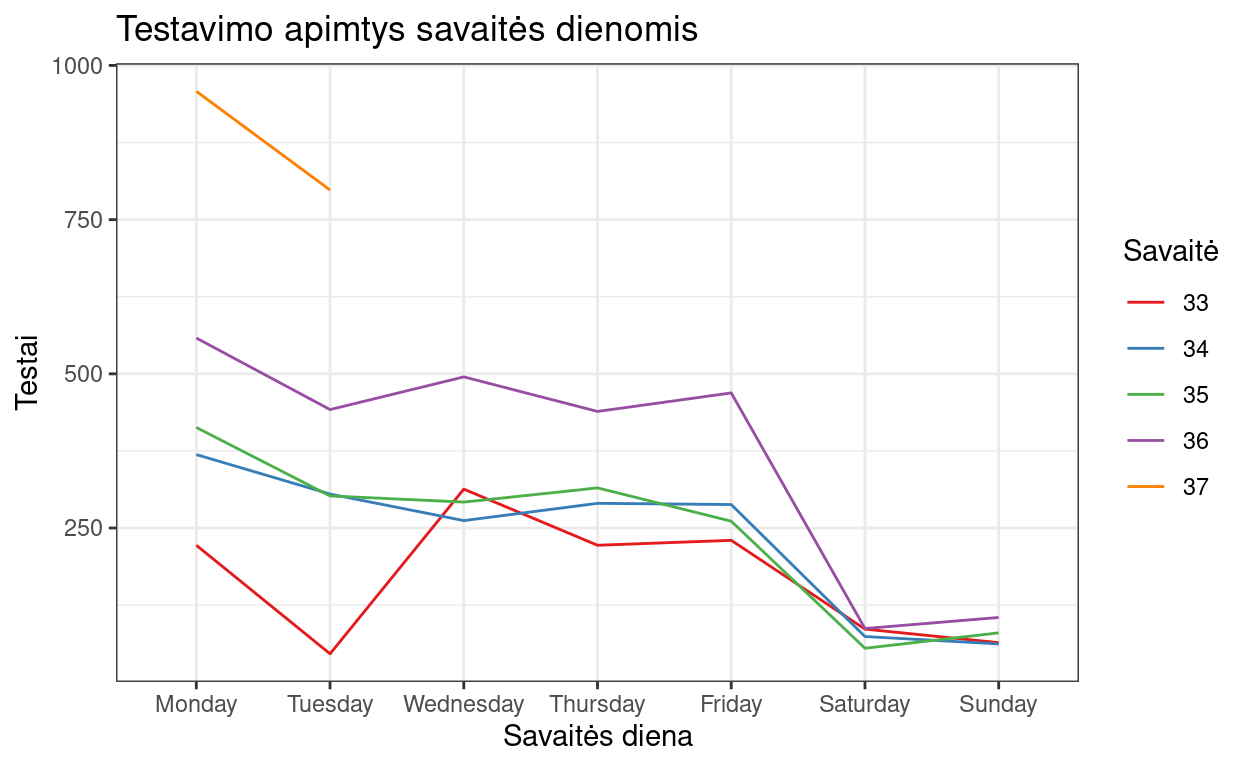 Testavimo apimtys savaitės dienomis
1000
750
500
250
Testai
Monday Tuesday Wednesday Thursday Friday Saturday Sunday
Savaitės diena
Savaitė
33
34
35
36
37